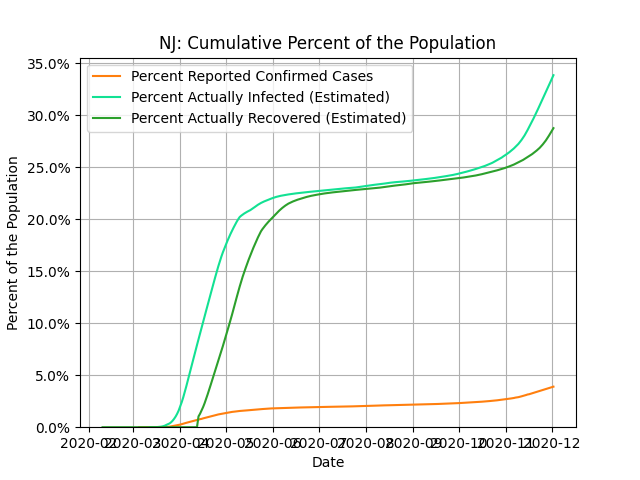 NJ: Cumulative Percent of the Population
35.0%
30.0%
25.0%
20.0%
15.0%
10.0%
5.0%
0.0%
Percent of the Population
Percent Reported Confirmed Cases
Percent Actually Infected (Estimated)
Percent Actually Recovered (Estimated)
2020-02 2020-03 2020-04 2020-05 2020-06 2020-07 2020-08 2020-09 2020-10 2020-11 2020-12
Date